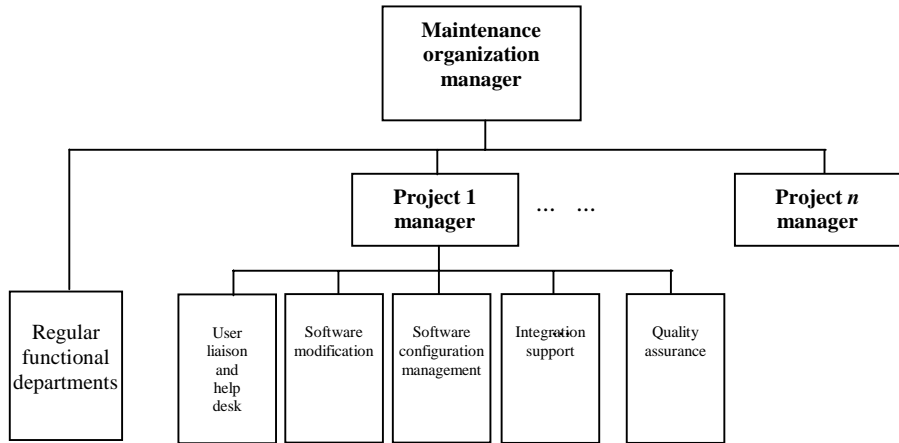 Maintenance
organization
manager
Project 1
manager
... ...
Project n
manager
Regular
functional
departments
User
liaison
and
help
desk
Software
modification
Software
configuration
management
Integration
support
Quality
assurance